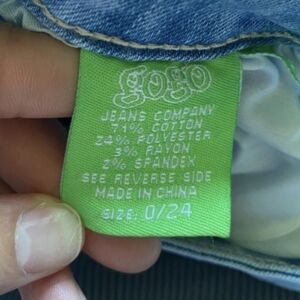 gogo
JEANS COMPANY
71% COTTON
24% POLYESTER
3% RAYON
2% SPANDEX
SEE REVERSE SIDE
MADE IN CHINA
SIZE: 0/24